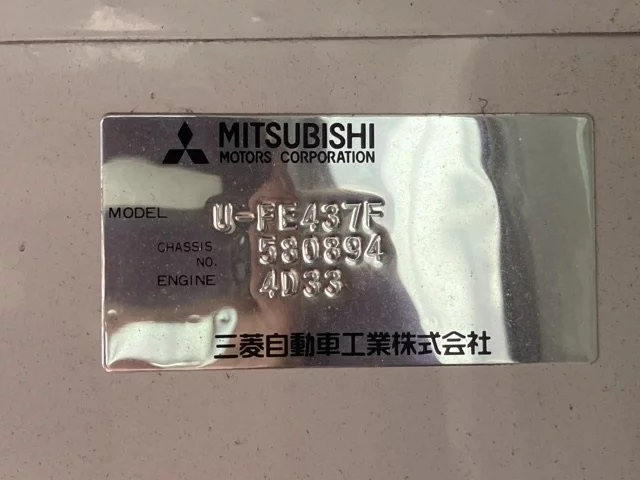 MITSUBISHI
MOTORS CORPORATION
MODEL U-FE437F
CHASSIS NO. 530894
ENGINE 4D33
三菱自動車工業株式会社